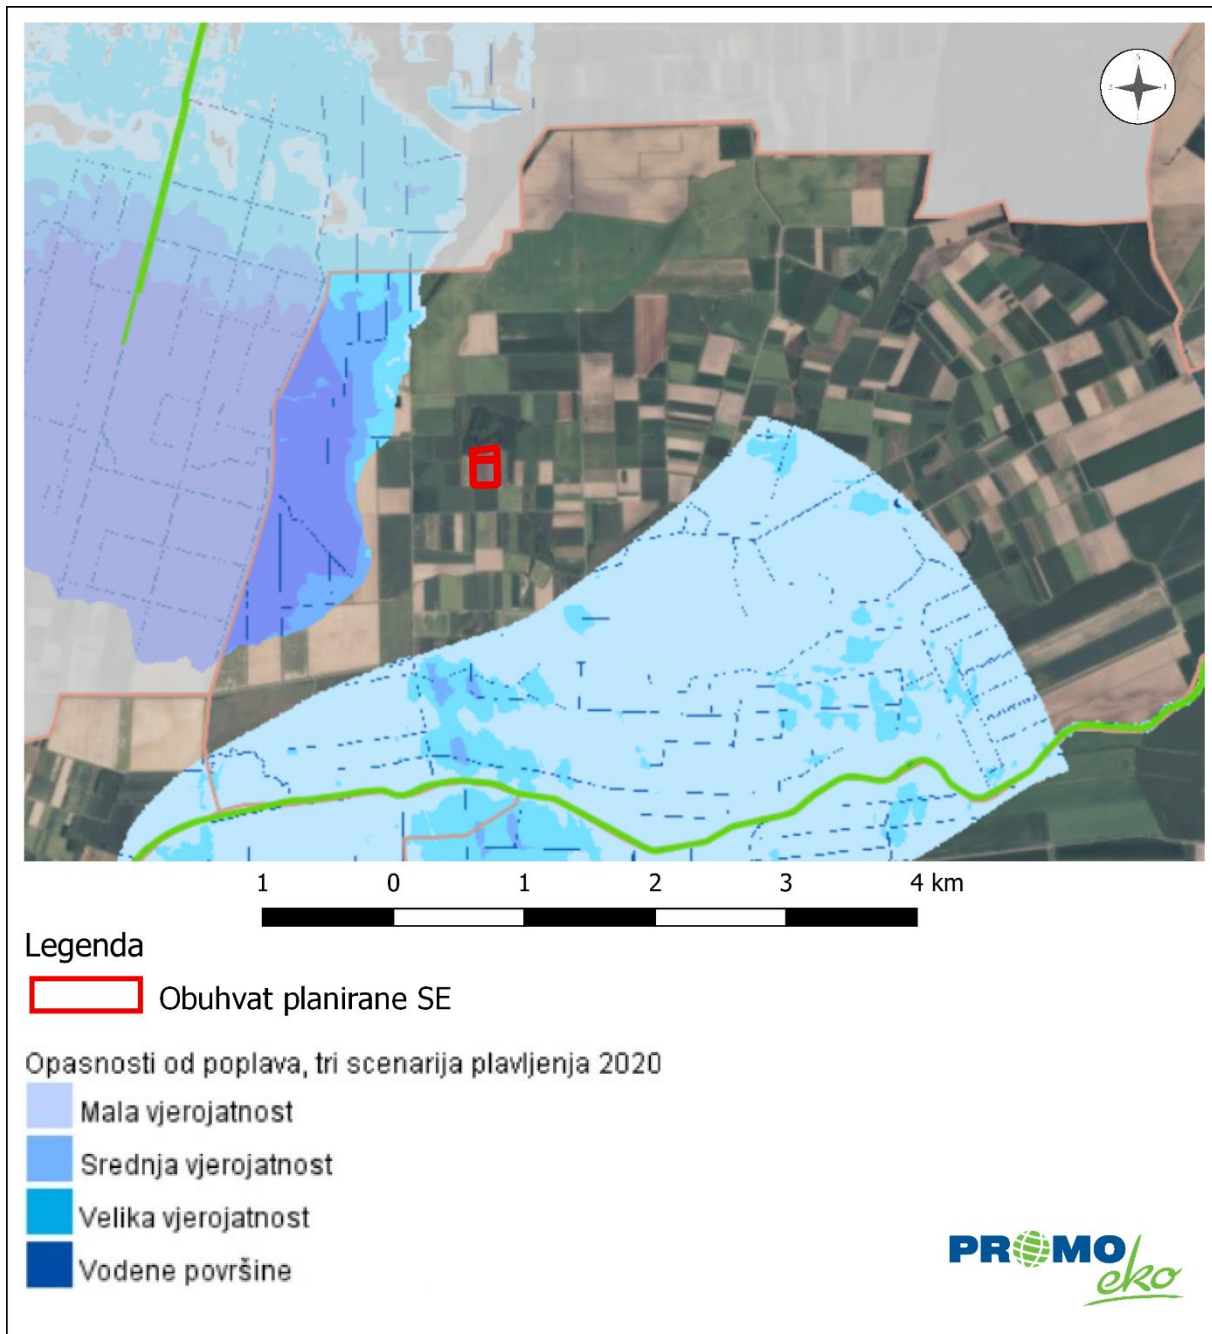 S
Z
I
J
1 0 1 2 3 4 km
Legenda
Obuhvat planirane SE
Opasnosti od poplava, tri scenarija plavljenja 2020
Mala vjerojatnost
Srednja vjerojatnost
Velika vjerojatnost
Vodene površine
PROMO
eko